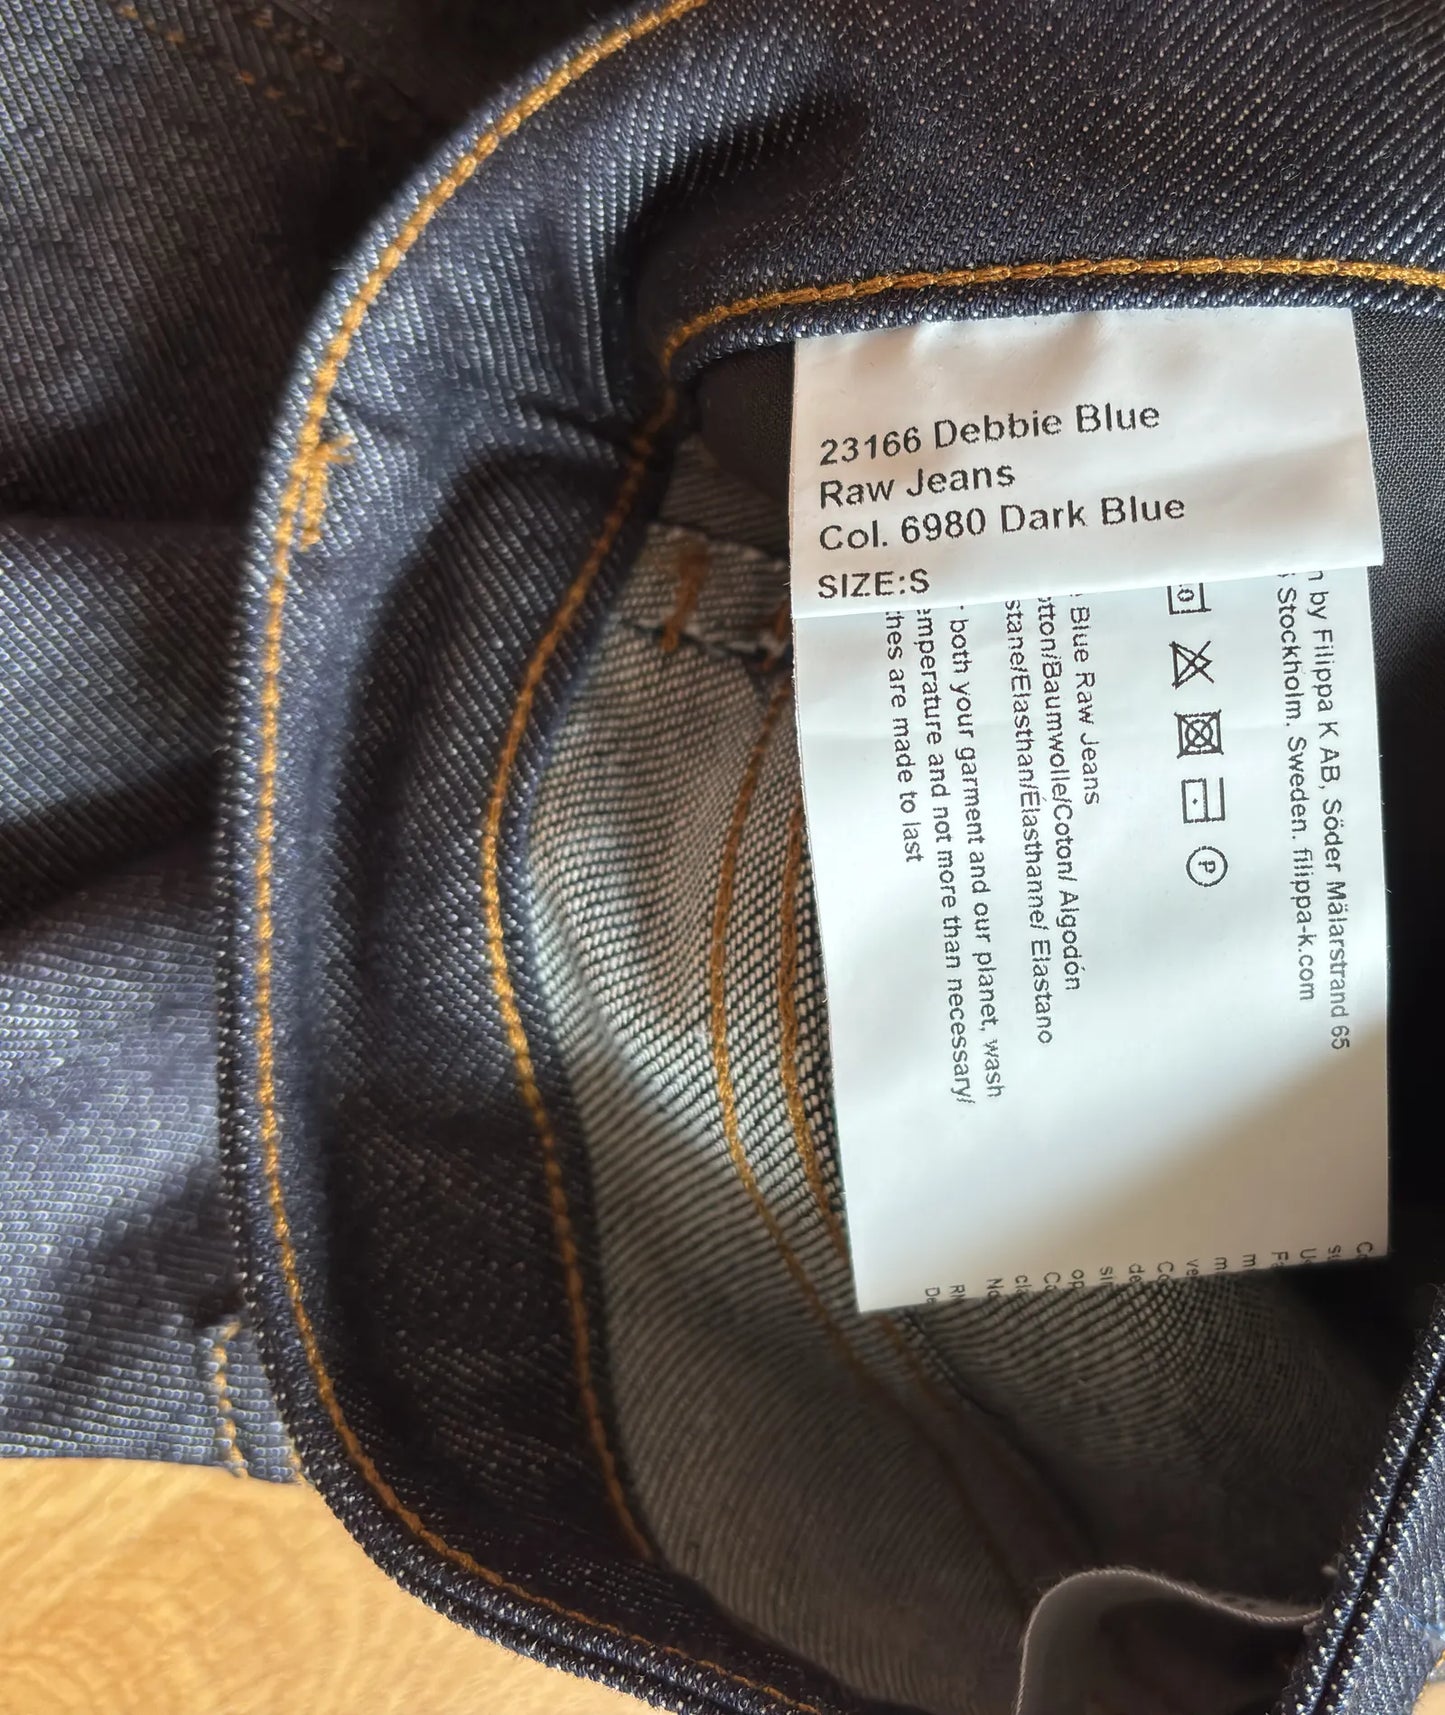 23166 Debbie Blue
Raw Jeans
Col. 6980 Dark Blue
SIZE:S
by Filippa K AB, Söder Mälarstrand 65
Stockholm. Sweden. filippa-k.com
P
Blue Raw Jeans
otton/Baumwolle/Coton/ Algodón
stane/Elasthan/Élasthanne/ Elastano
both your garment and our planet, wash
emperature and not more than necessary/
hes are made to last